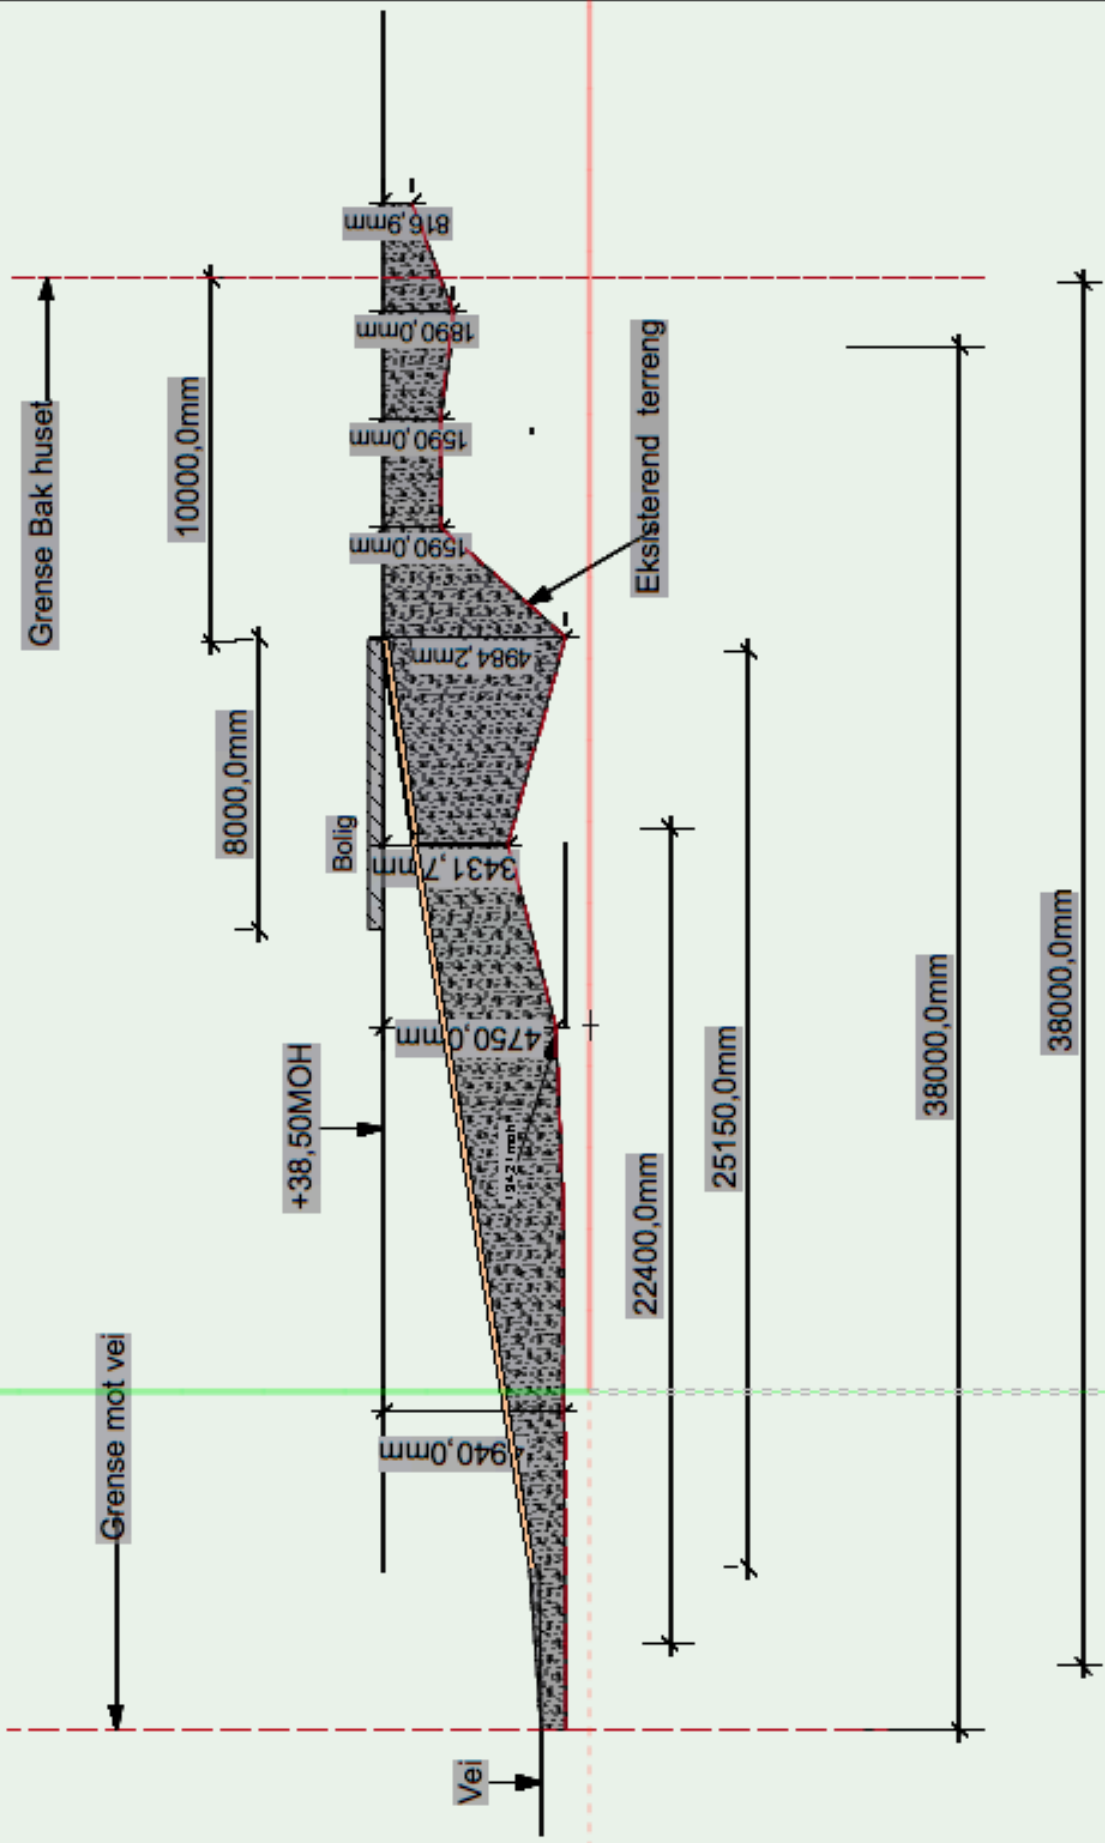 Grense Bak huset
10000,0mm
8000,0mm
Bolig
816,9mm
1890,0mm
1590,0mm
1590,0mm
4984,2mm
3431,7mm
4750,0mm
4940,0mm
Eksisterend terreng
+38,50MOH
Grense mot vei
22400,0mm
25150,0mm
38000,0mm
38000,0mm
Vei